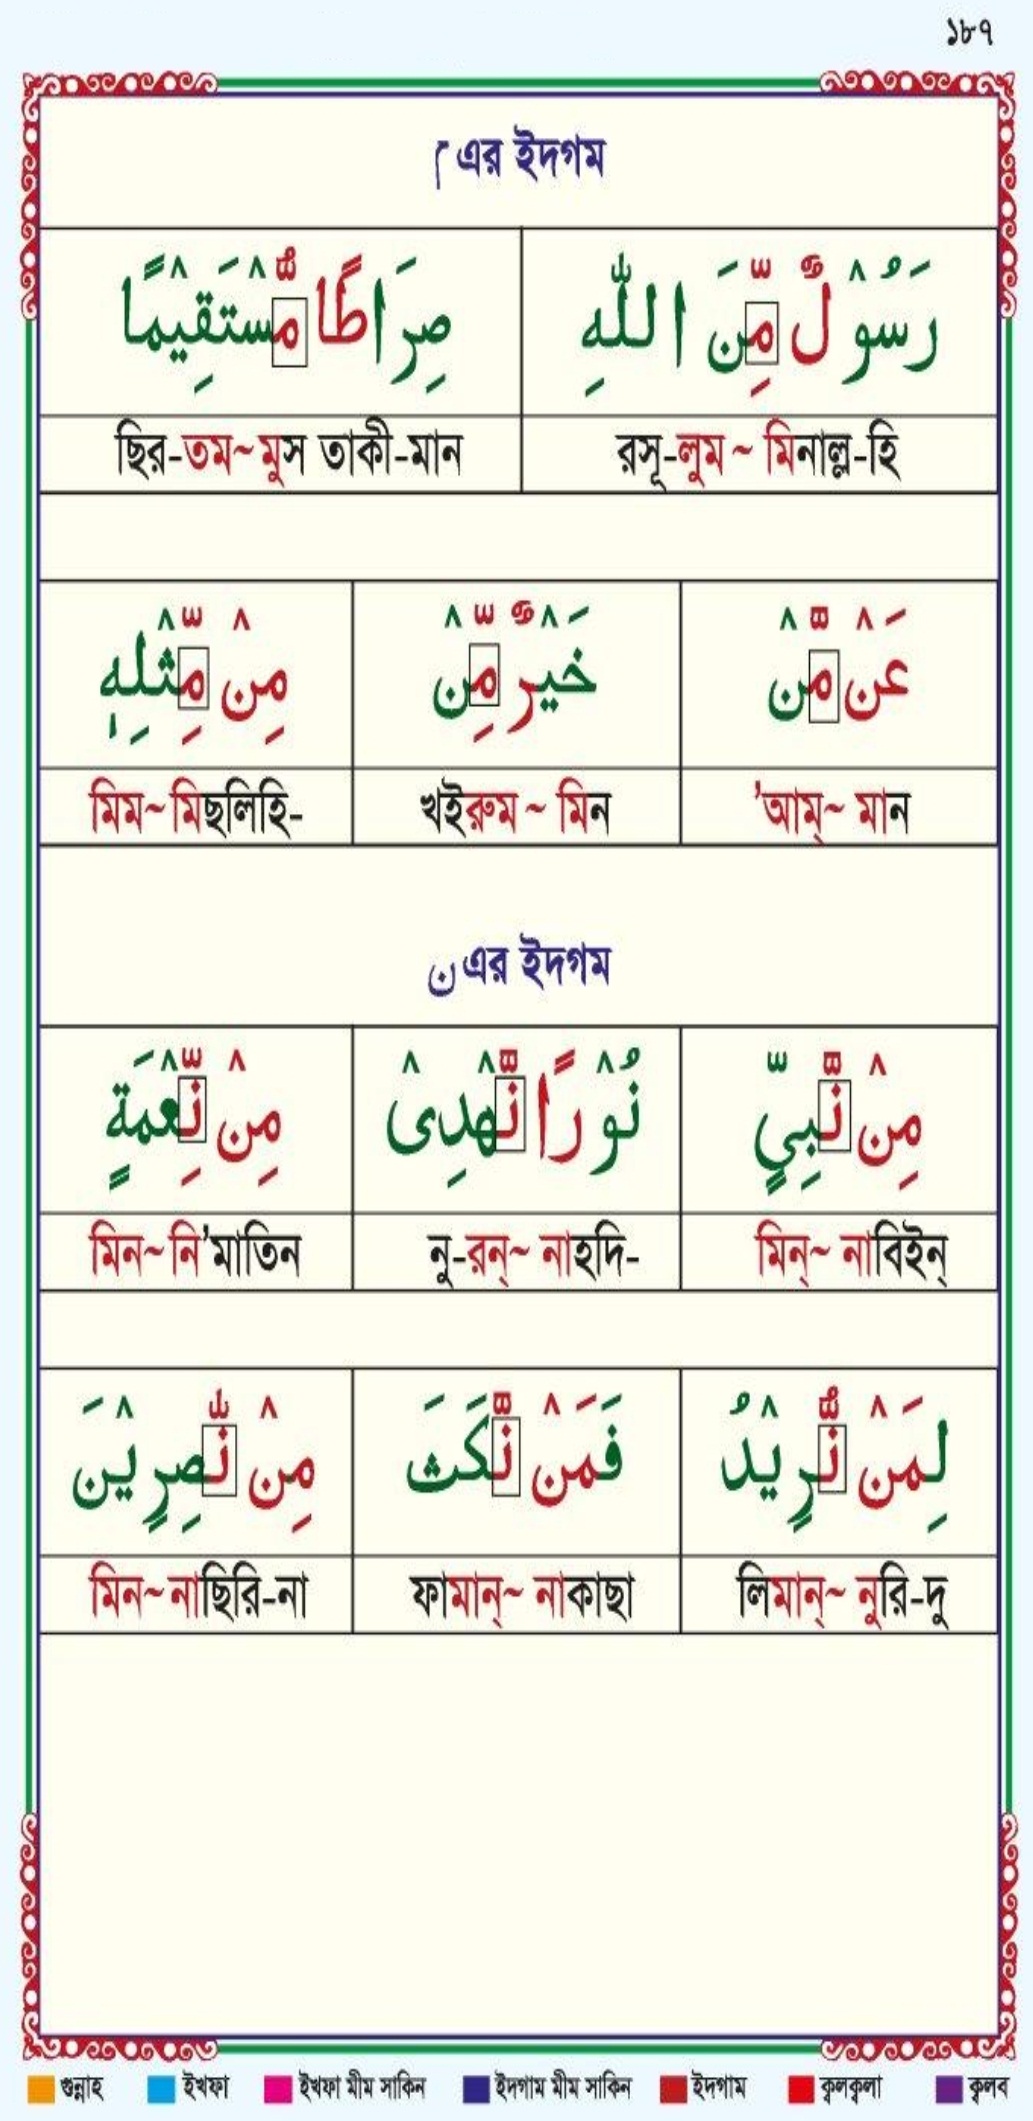 ১৮৭
م এর ইদগম
رَسُوْلٌ مِّنَ اللّٰهِ صِرَاطًا مُّسْتَقِيْمًا
রসূ-লুম ~ মিনাল্ল-হি ছির-তম~ মুস তাকী-মান
عَنْ مَّنْ خَيْرٌ مِّنْ مِنْ مِّثْلِهٖ
’আম্~ মান খইরুম ~ মিন মিম~ মিছলিহি-
ن এর ইদগম
مِنْ نَّبِيٍّ نُوْرًا نَّهْدِىْ مِنْ نِّعْمَةٍ
মিন্~ নাবিইন্ নু-রন্~ নাহদি- মিন~ নি’মাতিন
لِمَنْ نُّرِيْدُ فَمَنْ نَّكَثَ مِنْ نّٰصِرِيْنَ
লিমান্~ নুরি-দু ফামান্~ নাকাছা মিন~ নাছিরি-না
গুন্নাহ ইখফা ইখফা মীম সাকিন ইদগাম মীম সাকিন ইদগাম ক্বলক্বলা ক্বলব